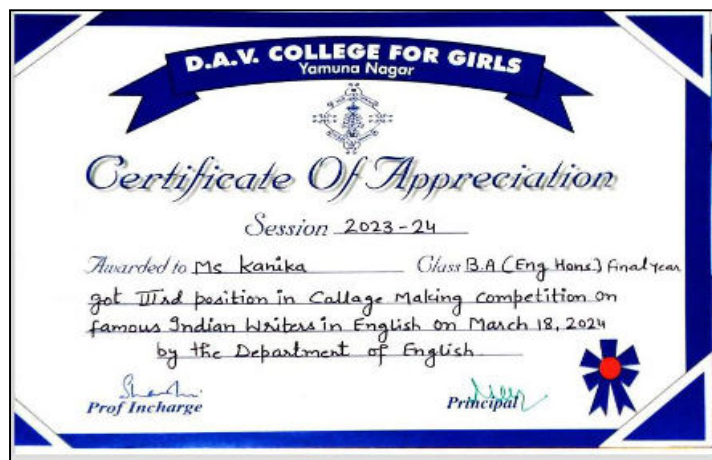 D.A.V. COLLEGE FOR GIRLS
Yamuna Nagar
Certificate Of Appreciation
Session 2023-24
Awarded to Ms Kanika Class B.A (Eng Hons.) Final Year
got IIIrd position in Collage Making Competition on
famous Indian Writers in English on March 18, 2024
by the Department of English
Prof Incharge Principal